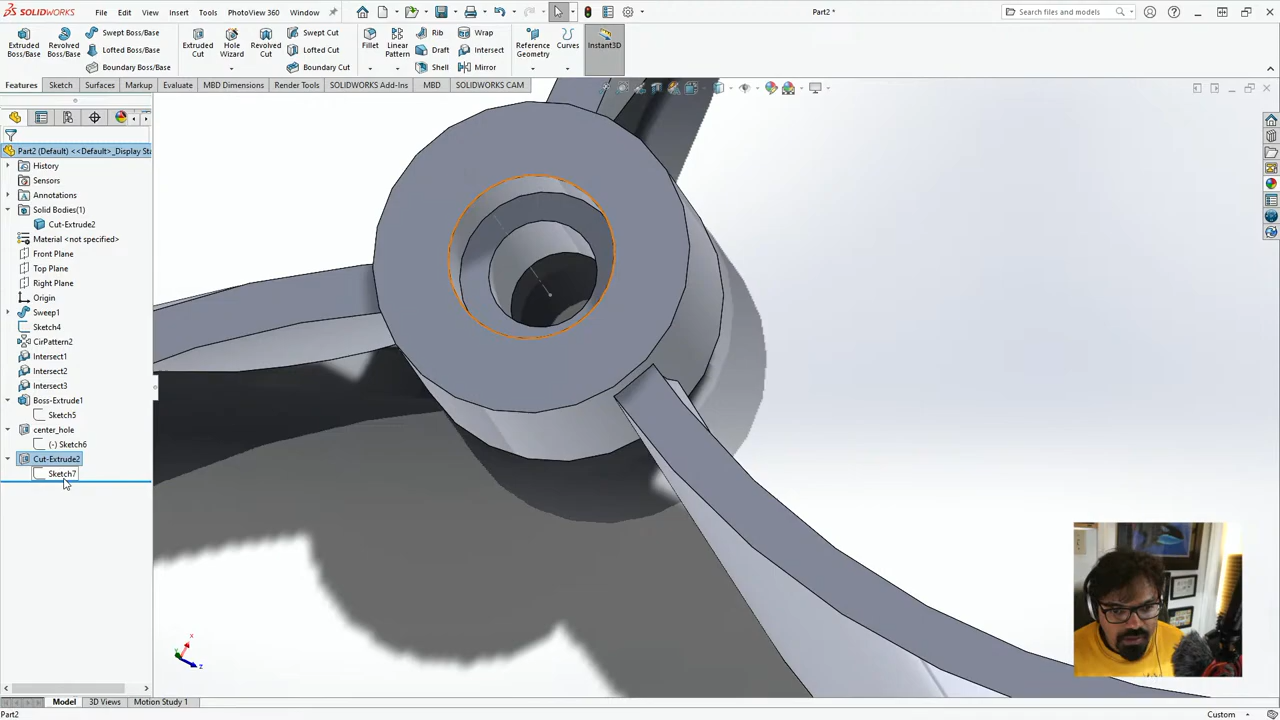 SOLIDWORKS File Edit View Insert Tools PhotoView 360 Window Part2 * Search files and models
Extruded Boss/Base Revolved Boss/Base Swept Boss/Base Extruded Cut Hole Wizard Revolved Cut Swept Cut Fillet Linear Pattern Rib Wrap Reference Geometry Curves Instant3D
Lofted Boss/Base Lofted Cut Draft Intersect
Boundary Boss/Base Boundary Cut Shell Mirror
Features Sketch Surfaces Markup Evaluate MBD Dimensions Render Tools SOLIDWORKS Add-Ins MBD SOLIDWORKS CAM
Part2 (Default) <<Default>_Display Sta
History
Sensors
Annotations
Solid Bodies(1)
Cut-Extrude2
Material <not specified>
Front Plane
Top Plane
Right Plane
Origin
Sweep1
Sketch4
CirPattern2
Intersect1
Intersect2
Intersect3
Boss-Extrude1
Sketch5
center_hole
(-) Sketch6
Cut-Extrude2
Sketch7
X
Y
Z
Model 3D Views Motion Study 1
Part2 Custom